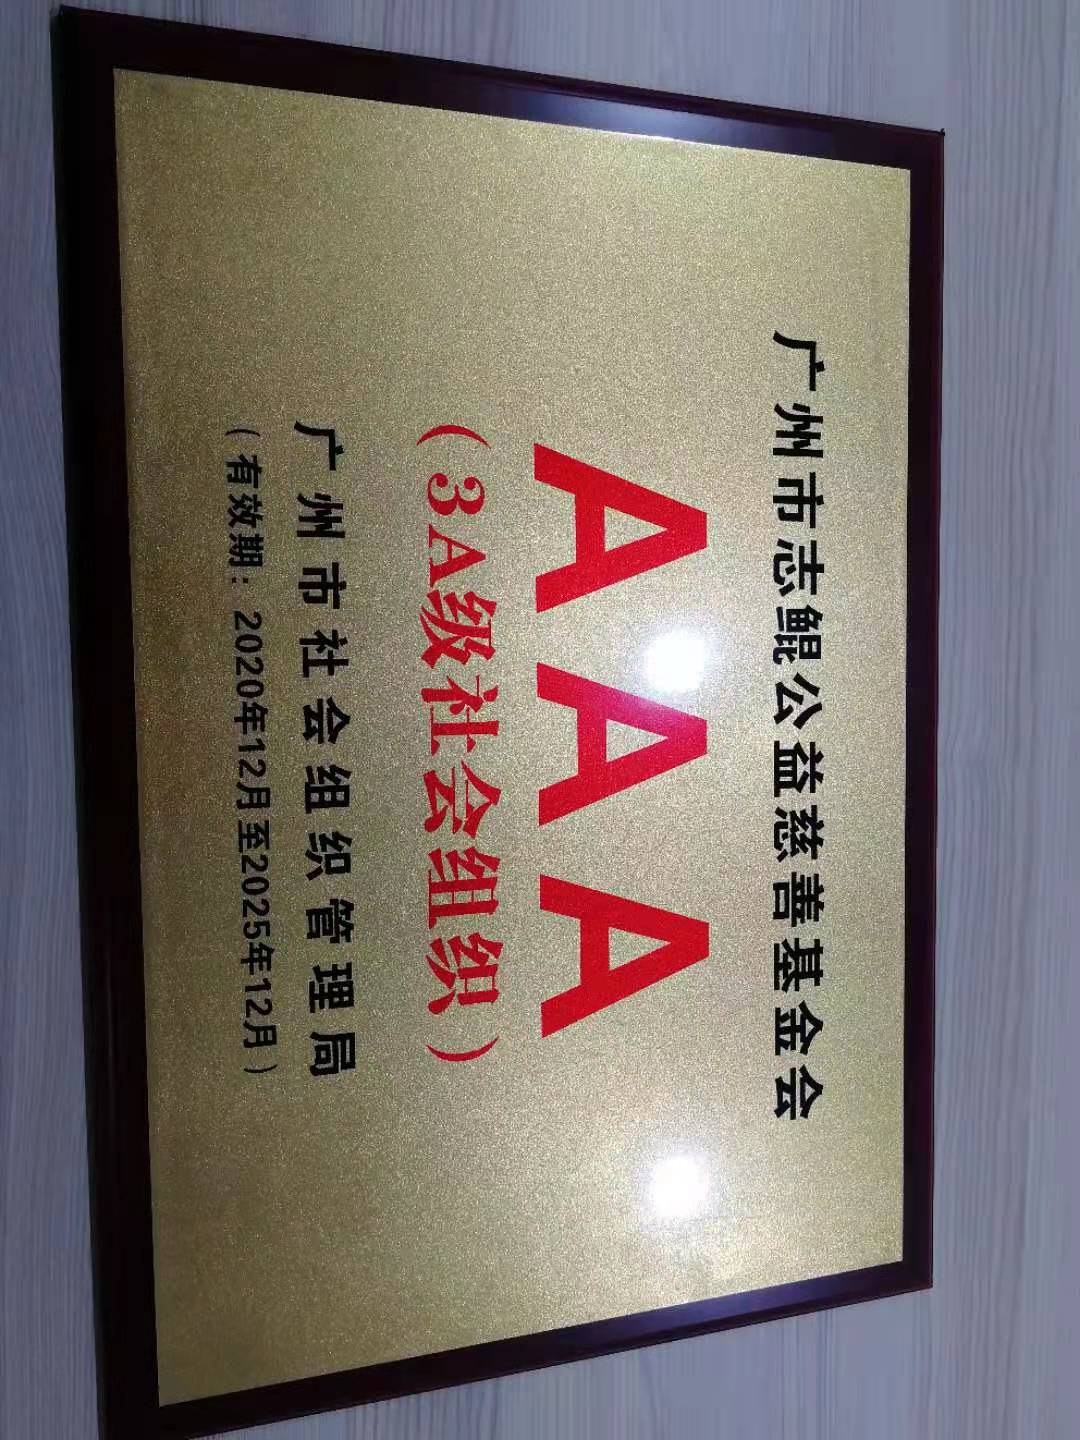 广州市志鲲公益慈善基金会
AAA
（3A级社会组织）
广州市社会组织管理局
（有效期：2020年12月至2025年12月）